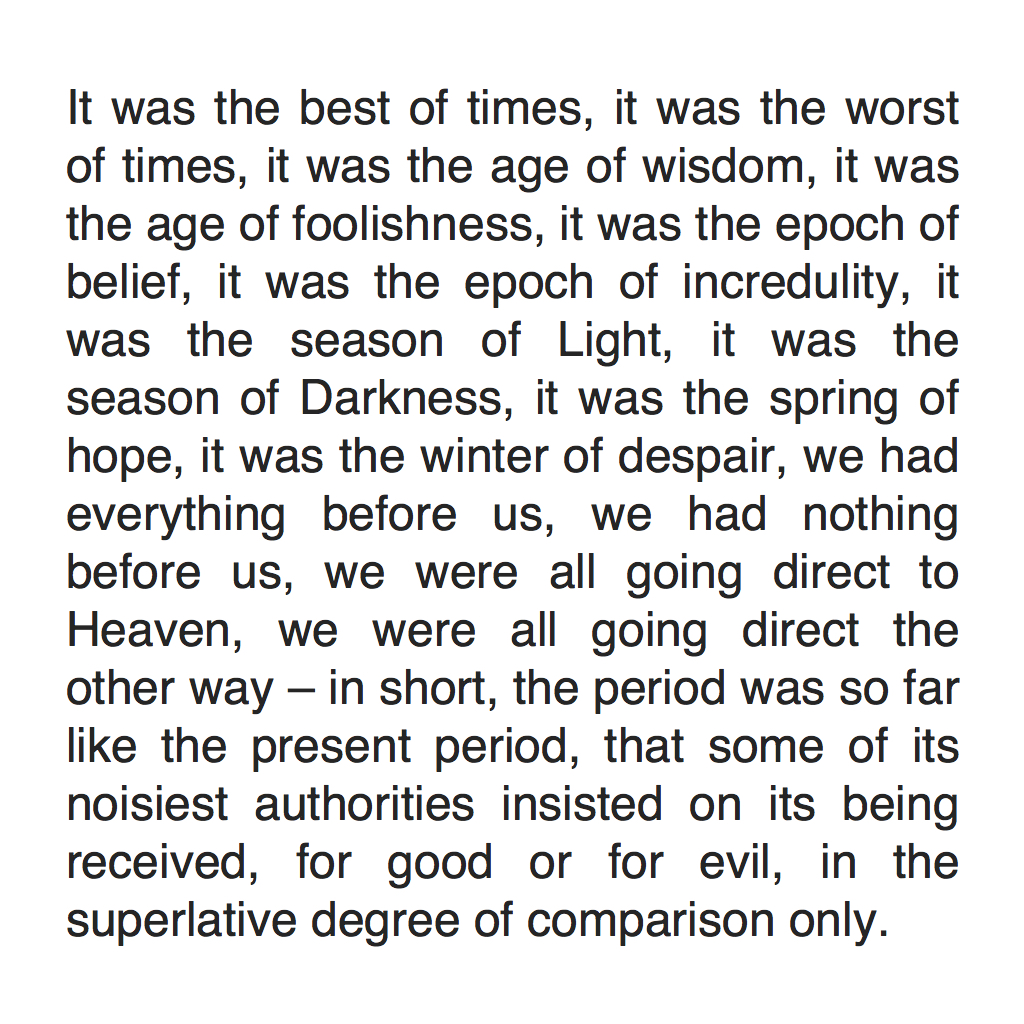 It was the best of times, it was the worst
of times, it was the age of wisdom, it was
the age of foolishness, it was the epoch of
belief, it was the epoch of incredulity, it
was the season of Light, it was the
season of Darkness, it was the spring of
hope, it was the winter of despair, we had
everything before us, we had nothing
before us, we were all going direct to
Heaven, we were all going direct the
other way – in short, the period was so far
like the present period, that some of its
noisiest authorities insisted on its being
received, for good or for evil, in the
superlative degree of comparison only.